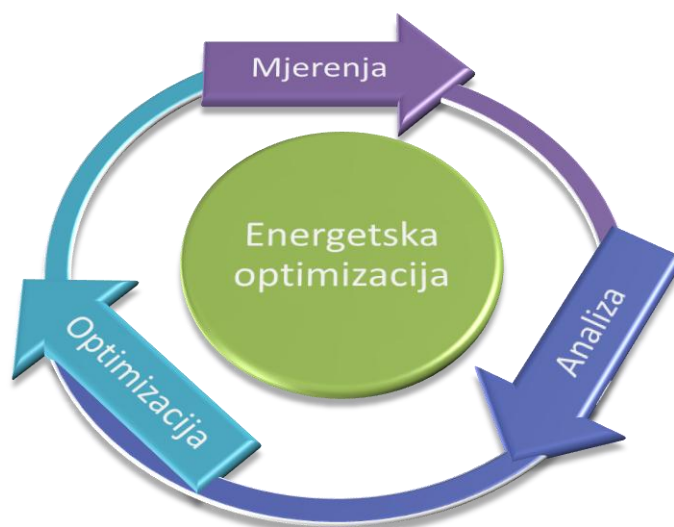 Mjerenja
Energetska
optimizacija
Analiza
Optimizacija